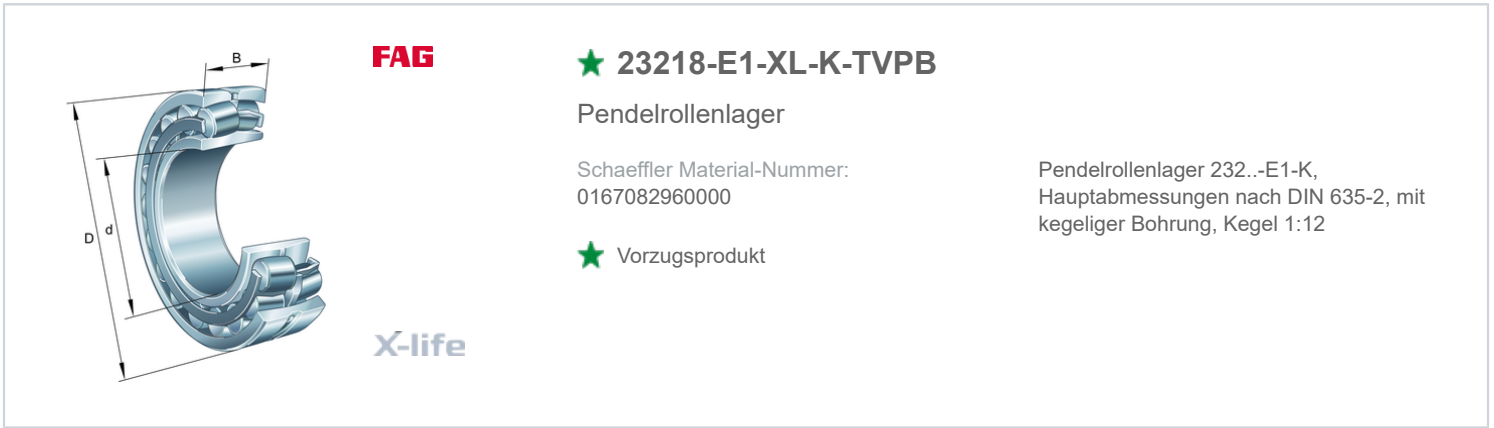 B
FAG
D
d
X-life
23218-E1-XL-K-TVPB
Pendelrollenlager
Schaeffler Material-Nummer:
0167082960000
Vorzugsprodukt
Pendelrollenlager 232..-E1-K,
Hauptabmessungen nach DIN 635-2, mit
kegeliger Bohrung, Kegel 1:12